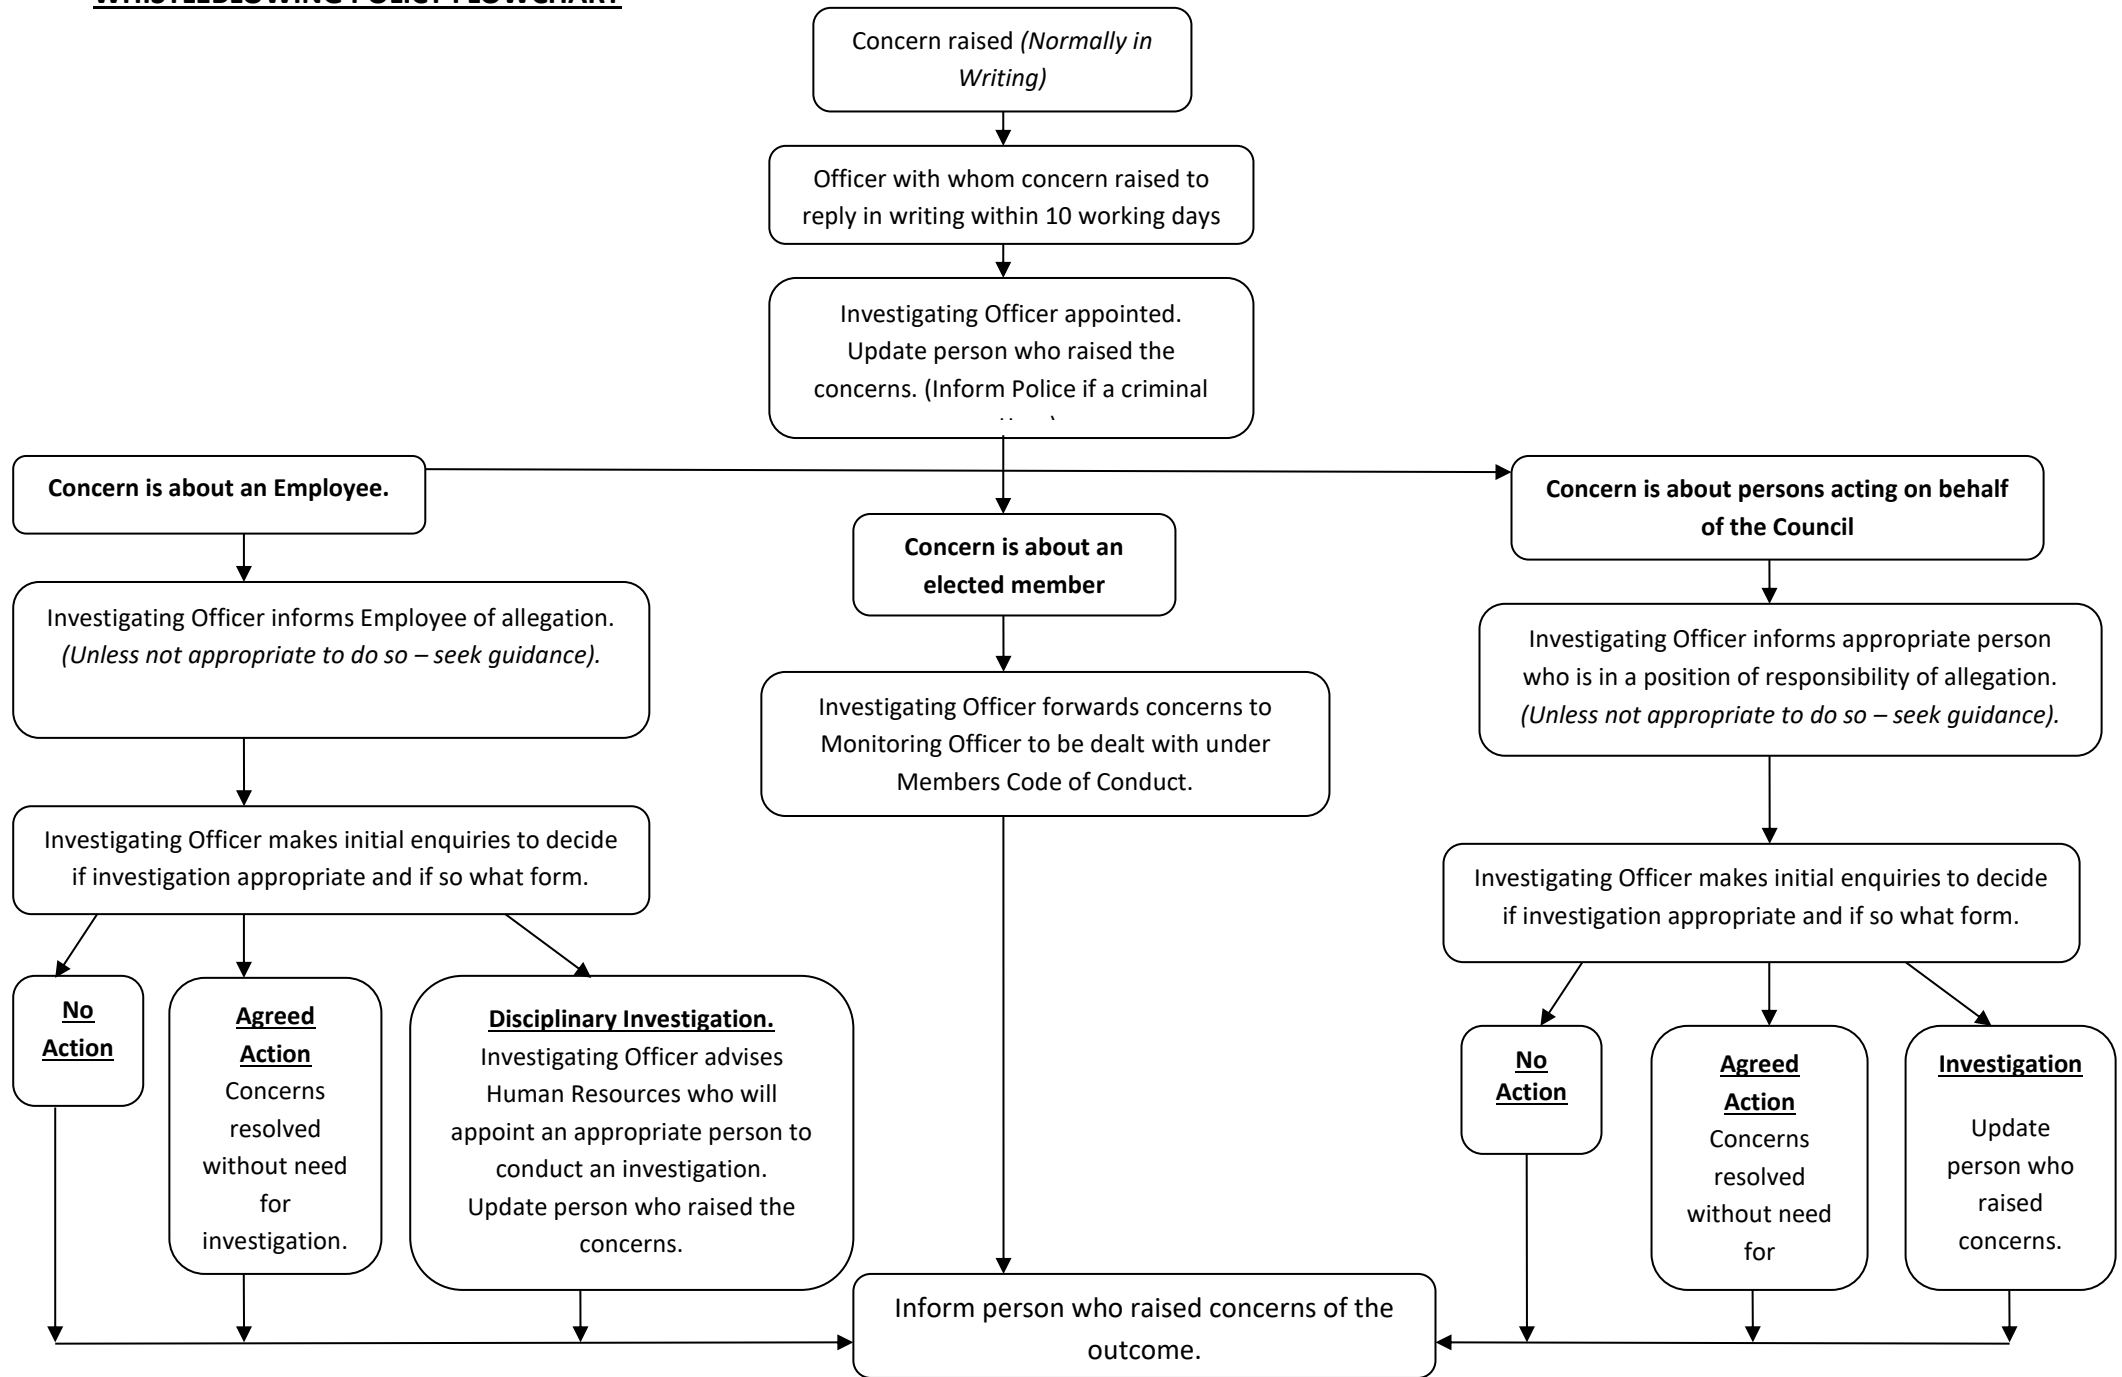 WHISTLEBLOWING POLICY FLOWCHART
Concern raised (Normally in
Writing)
Officer with whom concern raised to
reply in writing within 10 working days
Investigating Officer appointed.
Update person who raised the
concerns. (Inform Police if a criminal
Concern is about an Employee.
Investigating Officer informs Employee of allegation.
(Unless not appropriate to do so – seek guidance).
Investigating Officer makes initial enquiries to decide
if investigation appropriate and if so what form.
No
Action
Agreed
Action
Concerns
resolved
without need
for
investigation.
Disciplinary Investigation.
Investigating Officer advises
Human Resources who will
appoint an appropriate person to
conduct an investigation.
Update person who raised the
concerns.
Concern is about an
elected member
Investigating Officer forwards concerns to
Monitoring Officer to be dealt with under
Members Code of Conduct.
Concern is about persons acting on behalf
of the Council
Investigating Officer informs appropriate person
who is in a position of responsibility of allegation.
(Unless not appropriate to do so – seek guidance).
Investigating Officer makes initial enquiries to decide
if investigation appropriate and if so what form.
No
Action
Agreed
Action
Concerns
resolved
without need
for
Investigation
Update
person who
raised
concerns.
Inform person who raised concerns of the
outcome.